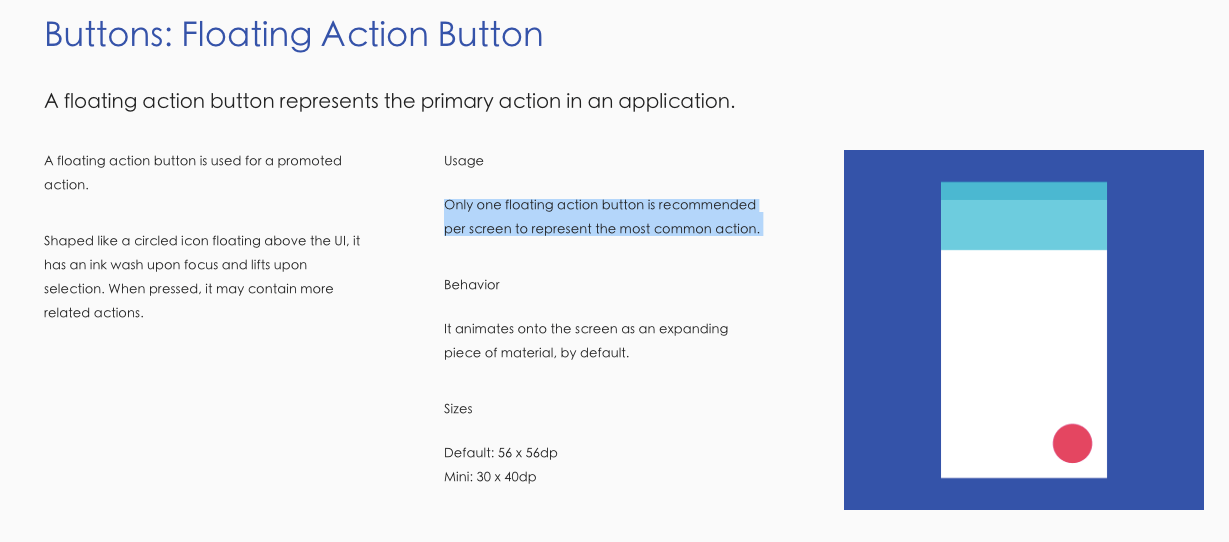 Buttons: Floating Action Button
A floating action button represents the primary action in an application.
A floating action button is used for a promoted
action.
Shaped like a circled icon floating above the UI, it
has an ink wash upon focus and lifts upon
selection. When pressed, it may contain more
related actions.
Usage
Only one floating action button is recommended
per screen to represent the most common action.
Behavior
It animates onto the screen as an expanding
piece of material, by default.
Sizes
Default: 56 x 56dp
Mini: 30 x 40dp